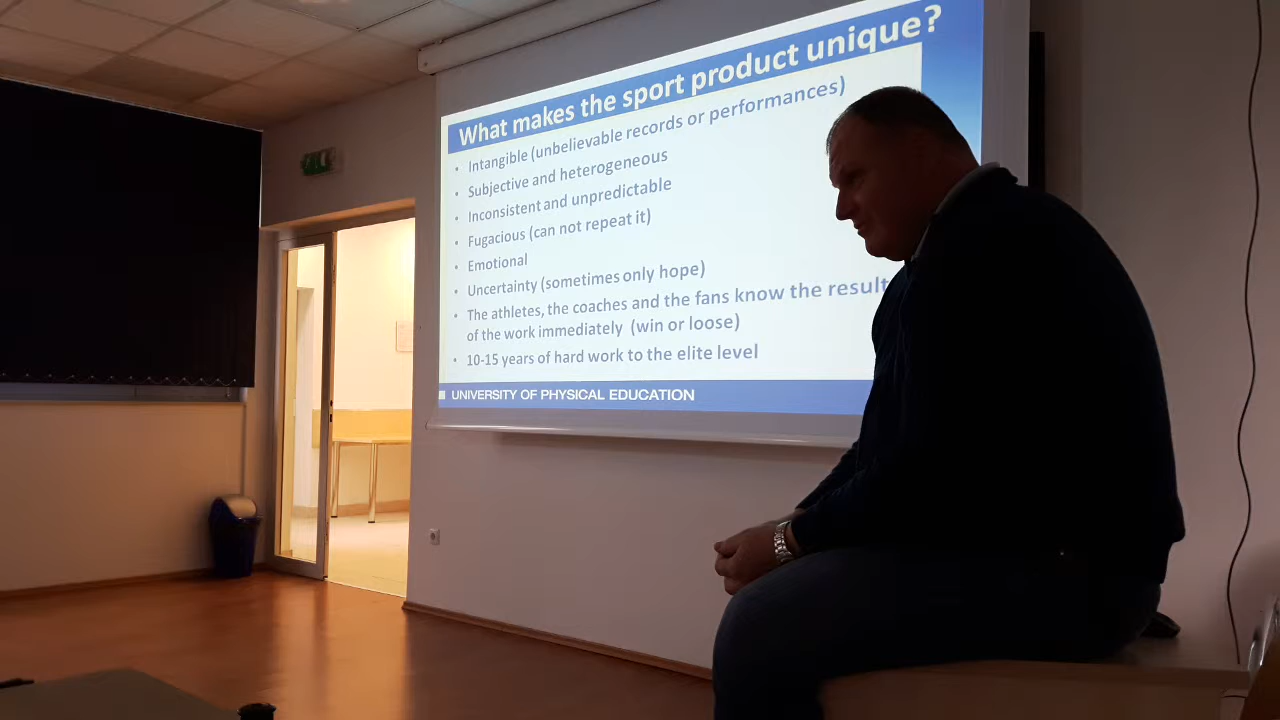 What makes the sport product unique?
• Intangible (unbelievable records or performances)
• Subjective and heterogeneous
• Inconsistent and unpredictable
• Fugacious (can not repeat it)
• Emotional
• Uncertainty (sometimes only hope)
• The athletes, the coaches and the fans know the result
of the work immediately (win or loose)
• 10-15 years of hard work to the elite level
UNIVERSITY OF PHYSICAL EDUCATION